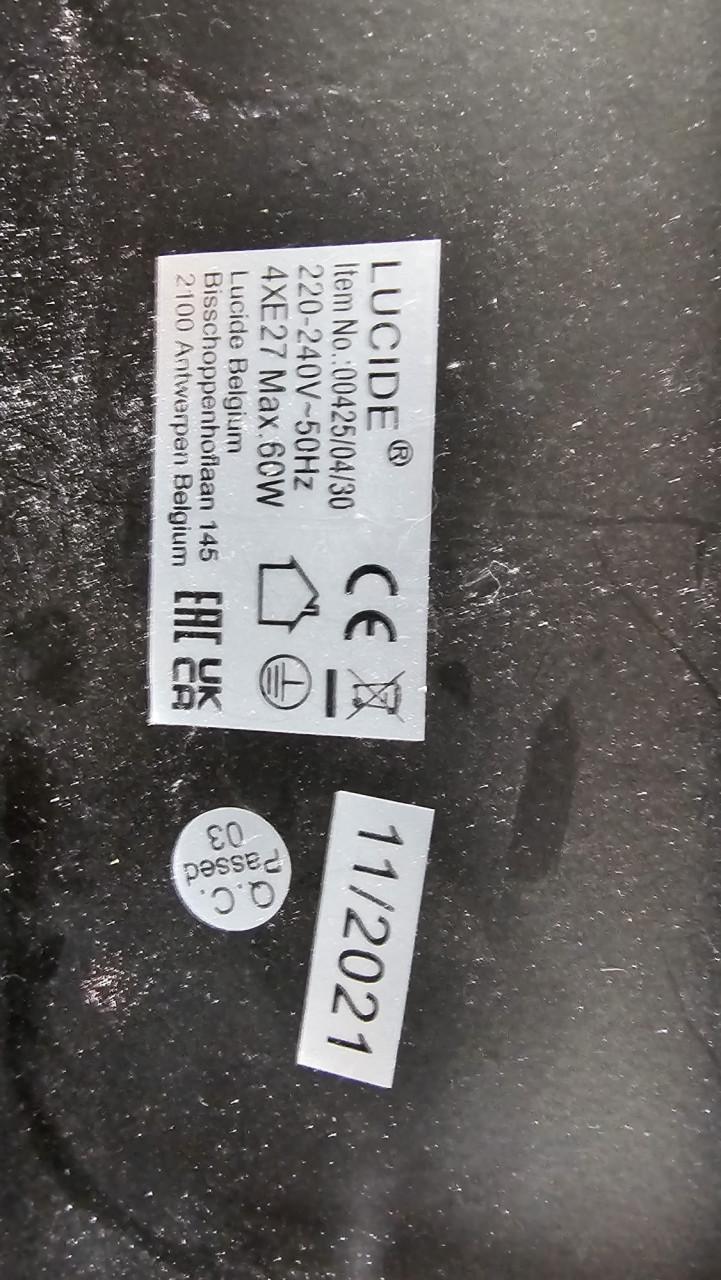 LUCIDE®
Item No.:00425/04/30
220-240V~50Hz
4XE27 Max.60W
Lucide Belgium
Bisschoppenhoflaan 145
2100 Antwerpen Belgium
CE
EAC
UK
CA
11/2021
Q.C.
Passed
03